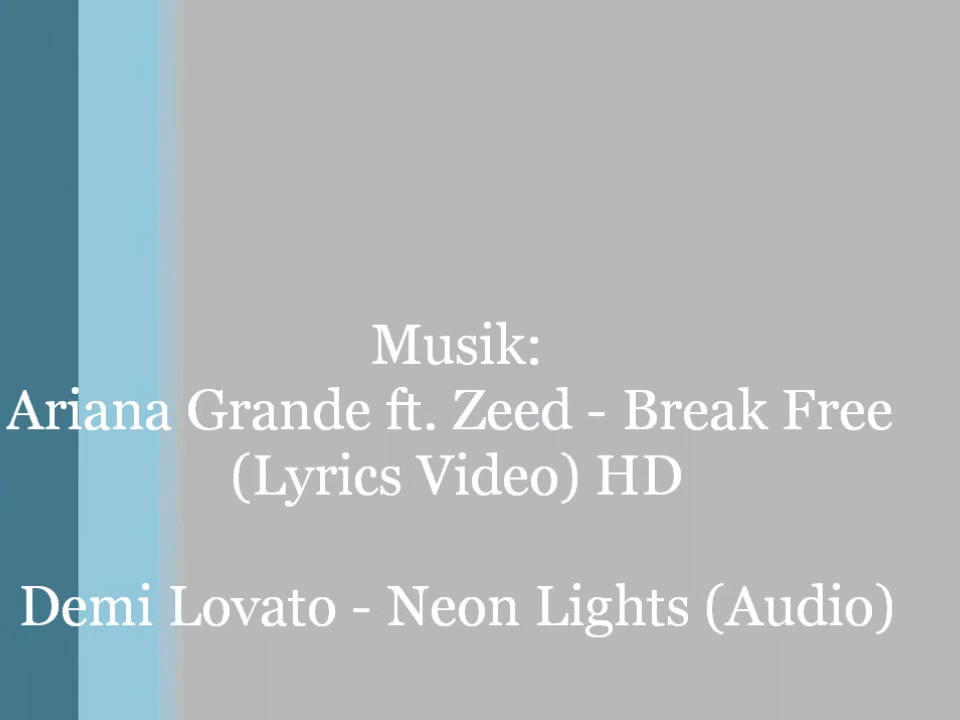 Musik:
Ariana Grande ft. Zeed - Break Free
(Lyrics Video) HD
Demi Lovato - Neon Lights (Audio)